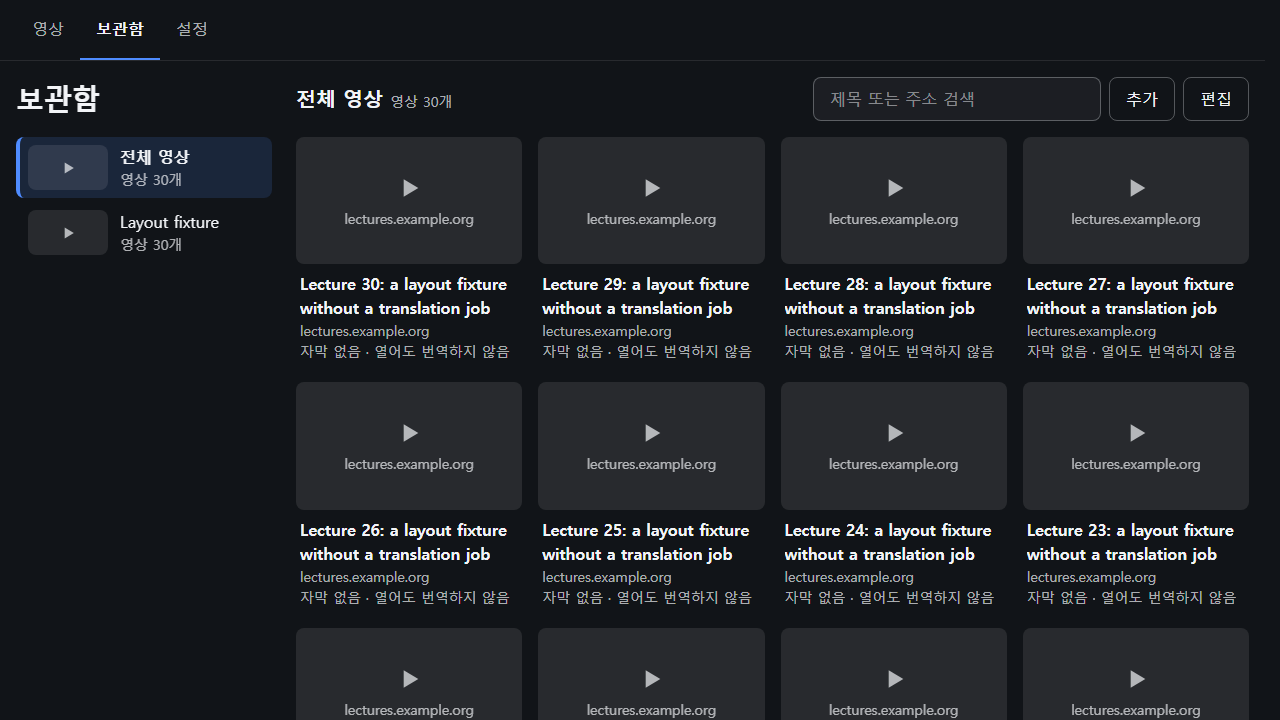 영상
보관함
설정
보관함
전체 영상 영상 30개
제목 또는 주소 검색
추가
편집
전체 영상
영상 30개
Layout fixture
영상 30개
lectures.example.org
lectures.example.org
lectures.example.org
lectures.example.org
Lecture 30: a layout fixture
without a translation job
lectures.example.org
자막 없음 · 열어도 번역하지 않음
Lecture 29: a layout fixture
without a translation job
lectures.example.org
자막 없음 · 열어도 번역하지 않음
Lecture 28: a layout fixture
without a translation job
lectures.example.org
자막 없음 · 열어도 번역하지 않음
Lecture 27: a layout fixture
without a translation job
lectures.example.org
자막 없음 · 열어도 번역하지 않음
lectures.example.org
lectures.example.org
lectures.example.org
lectures.example.org
Lecture 26: a layout fixture
without a translation job
lectures.example.org
자막 없음 · 열어도 번역하지 않음
Lecture 25: a layout fixture
without a translation job
lectures.example.org
자막 없음 · 열어도 번역하지 않음
Lecture 24: a layout fixture
without a translation job
lectures.example.org
자막 없음 · 열어도 번역하지 않음
Lecture 23: a layout fixture
without a translation job
lectures.example.org
자막 없음 · 열어도 번역하지 않음
lectures.example.org
lectures.example.org
lectures.example.org
lectures.example.org